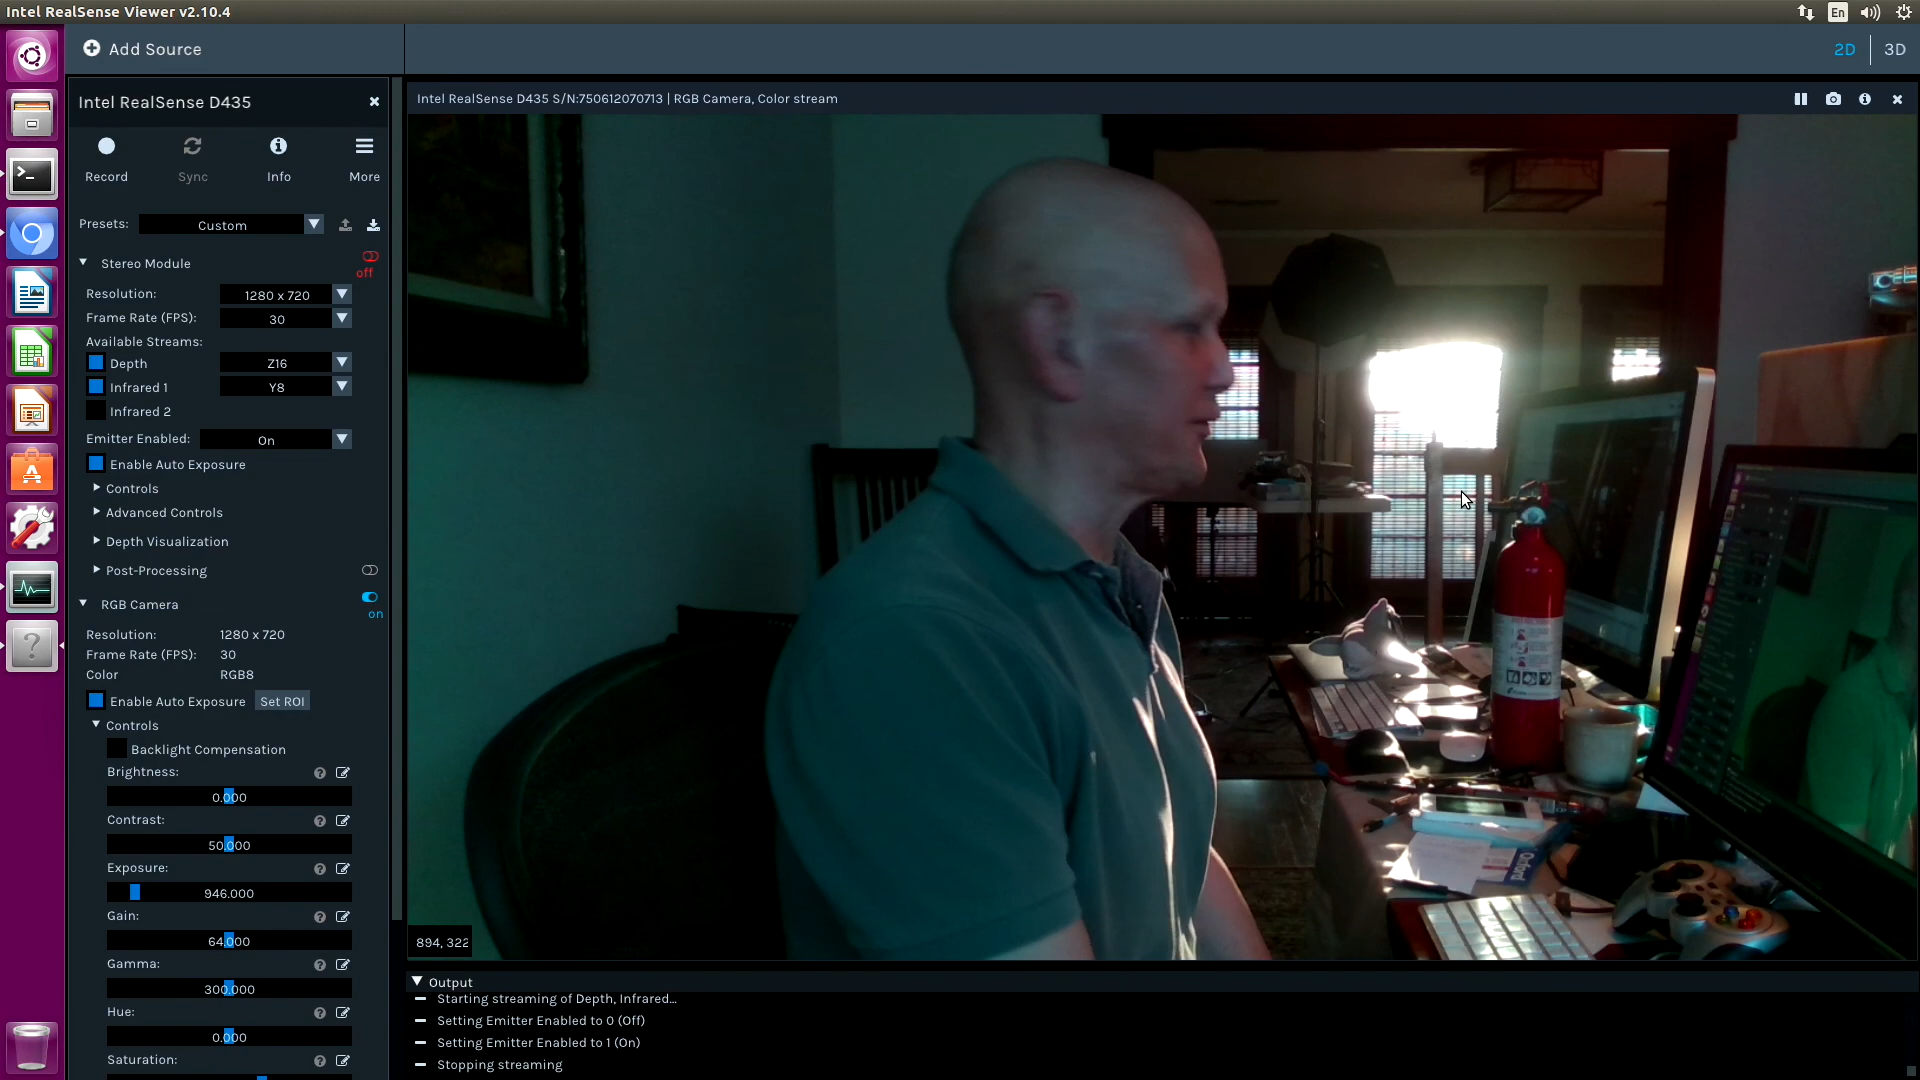 Intel RealSense Viewer v2.10.4
En
Add Source
2D
3D
Intel RealSense D435
Record
Sync
Info
More
Presets:
Custom
Stereo Module
off
Resolution:
1280 x 720
Frame Rate (FPS):
30
Available Streams:
Depth
Z16
Infrared 1
Y8
Infrared 2
Emitter Enabled:
On
Enable Auto Exposure
Controls
Advanced Controls
Depth Visualization
Post-Processing
RGB Camera
on
Resolution:
1280 x 720
Frame Rate (FPS):
30
Color
RGB8
Enable Auto Exposure
Set ROI
Controls
Backlight Compensation
Brightness:
0.000
Contrast:
50.000
Exposure:
946.000
Gain:
64.000
Gamma:
300.000
Hue:
0.000
Saturation:
Intel RealSense D435 S/N:750612070713 | RGB Camera, Color stream
Oxford
894, 322
Output
Starting streaming of Depth, Infrared...
Setting Emitter Enabled to 0 (Off)
Setting Emitter Enabled to 1 (On)
Stopping streaming